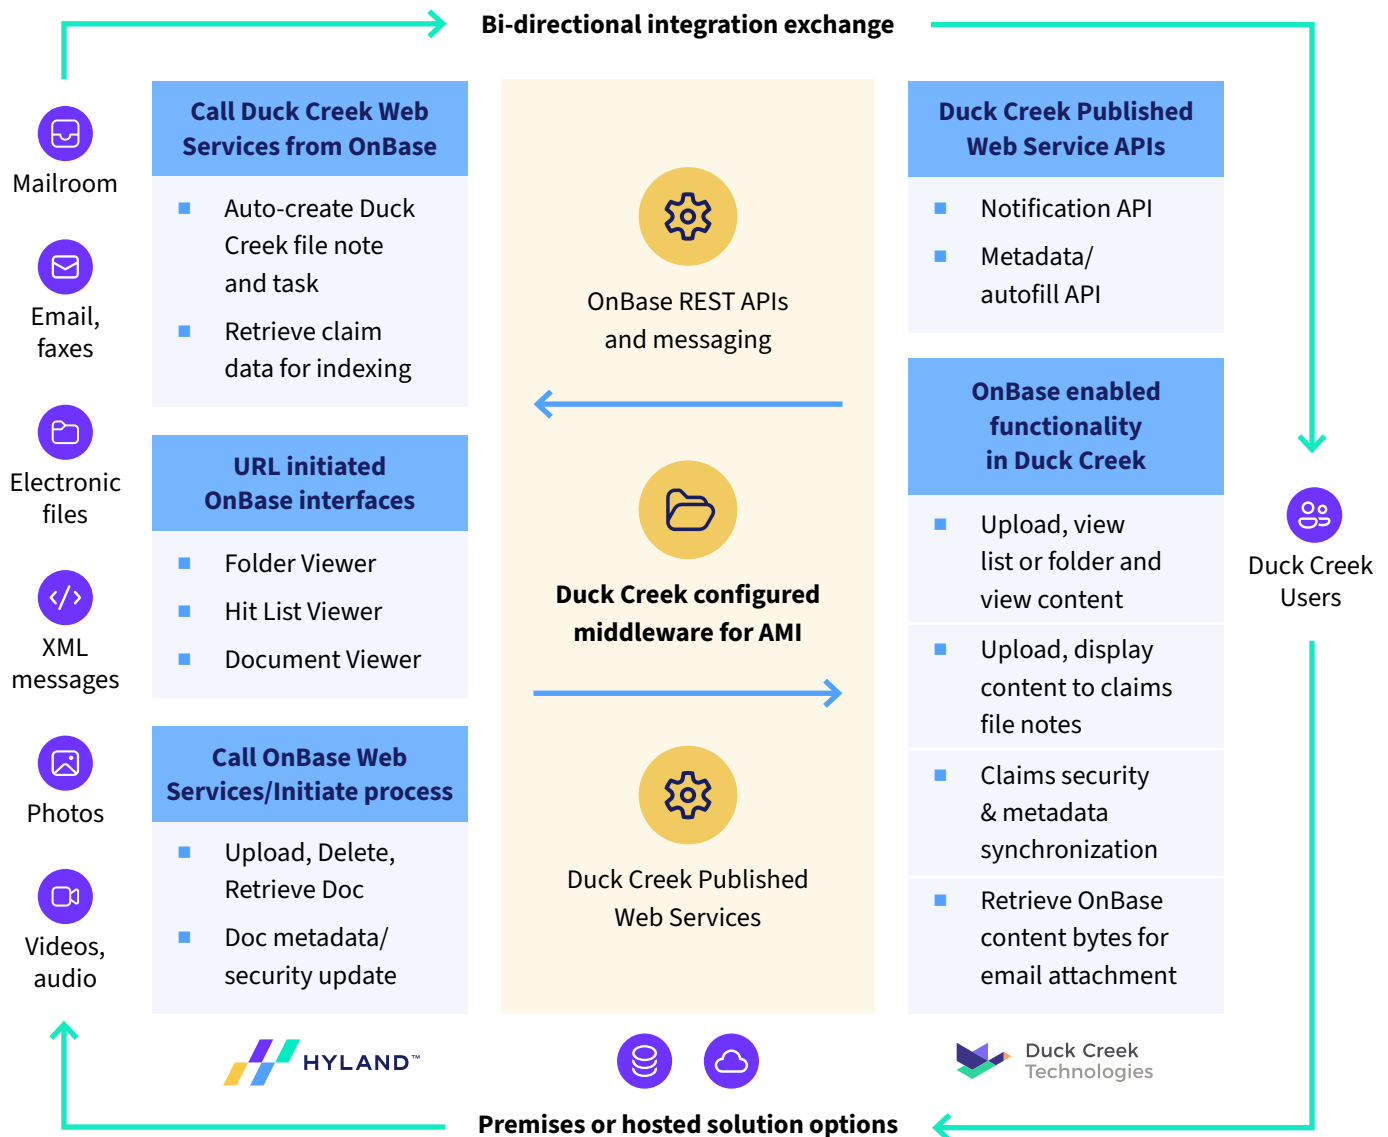 Bi-directional integration exchange
Mailroom
Email,
faxes
Electronic
files
XML
messages
Photos
Videos,
audio
Call Duck Creek Web
Services from OnBase
Auto-create Duck
Creek file note
and task
Retrieve claim
data for indexing
URL initiated
OnBase interfaces
Folder Viewer
Hit List Viewer
Document Viewer
Call OnBase Web
Services/Initiate process
Upload, Delete,
Retrieve Doc
Doc metadata/
security update
OnBase REST APIs
and messaging
Duck Creek configured
middleware for AMI
Duck Creek Published
Web Services
Duck Creek Published
Web Service APIs
Notification API
Metadata/
autofill API
OnBase enabled
functionality
in Duck Creek
Upload, view
list or folder and
view content
Upload, display
content to claims
file notes
Claims security
& metadata
synchronization
Retrieve OnBase
content bytes for
email attachment
Duck Creek
Users
HYLAND™
Duck Creek
Technologies
Premises or hosted solution options